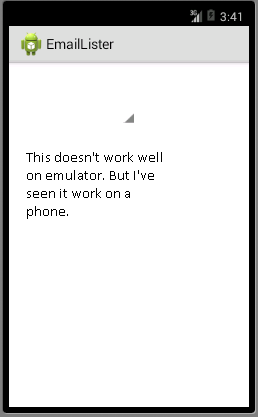 3G 3:41
EmailLister
This doesn't work well
on emulator. But I've
seen it work on a
phone.